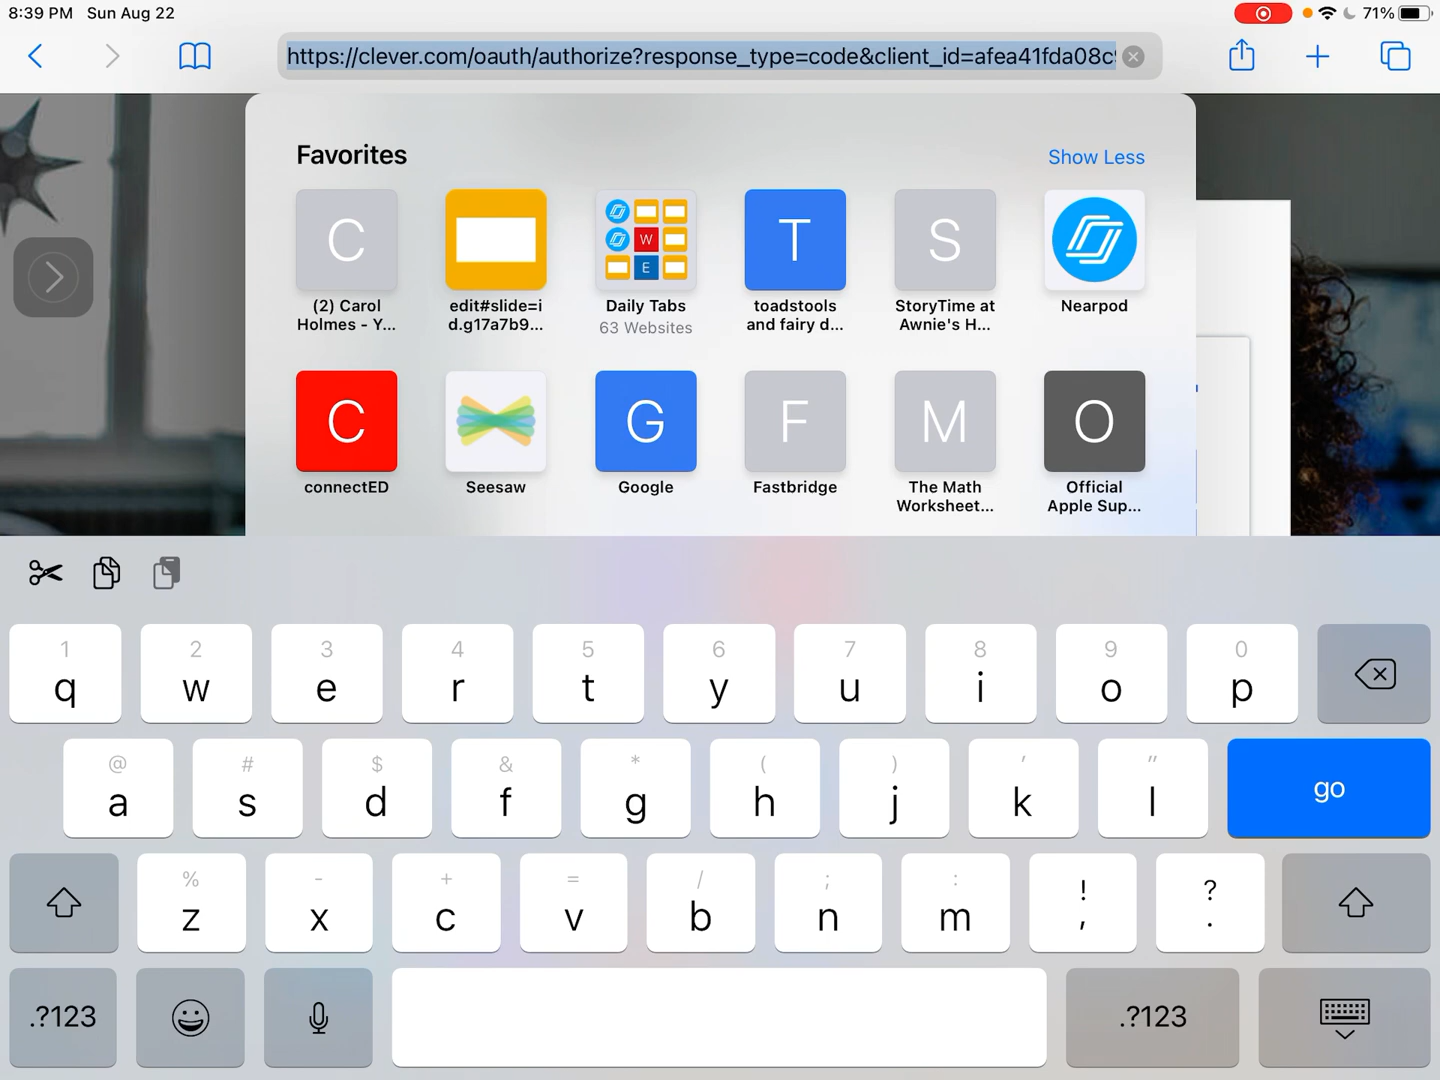 8:39 PM Sun Aug 22
71%
https://clever.com/oauth/authorize?response_type=code&client_id=afea41fda08c
Favorites
Show Less
C
T
S
W
E
(2) Carol
Holmes - Y...
edit#slide=i
d.g17a7b9...
Daily Tabs
63 Websites
toadstools
and fairy d...
StoryTime at
Awnie's H...
Nearpod
C
G
F
M
O
connectED
Seesaw
Google
Fastbridge
The Math
Worksheet...
Official
Apple Sup...
1 2 3 4 5 6 7 8 9 0
q w e r t y u i o p
@ # $ & * ( ) ' "
a s d f g h j k l
go
% - + = / ; : ! ?
z x c v b n m , .
.?123
.?123